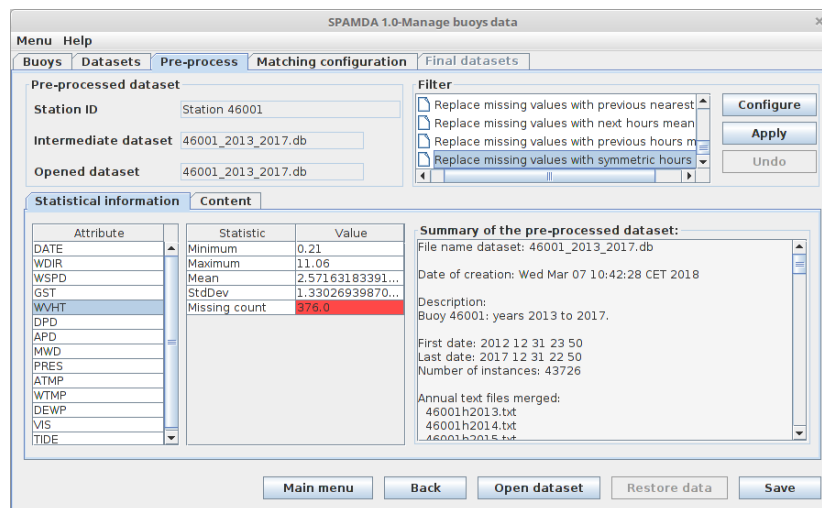 SPAMDA 1.0-Manage buoys data
Menu Help
Buoys Datasets Pre-process Matching configuration Final datasets
Pre-processed dataset
Station ID Station 46001
Intermediate dataset 46001_2013_2017.db
Opened dataset 46001_2013_2017.db
Filter
Replace missing values with previous nearest
Replace missing values with next hours mean
Replace missing values with previous hours m
Replace missing values with symmetric hours
Configure
Apply
Undo
Statistical information Content
Attribute
DATE
WDIR
WSPD
GST
WVHT
DPD
APD
MWD
PRES
ATMP
WTMP
DEWP
VIS
TIDE
Statistic Value
Minimum 0.21
Maximum 11.06
Mean 2.57163183391...
StdDev 1.33026939870...
Missing count 376.0
Summary of the pre-processed dataset:
File name dataset: 46001_2013_2017.db
Date of creation: Wed Mar 07 10:42:28 CET 2018
Description:
Buoy 46001: years 2013 to 2017.
First date: 2012 12 31 23 50
Last date: 2017 12 31 22 50
Number of instances: 43726
Annual text files merged:
46001h2013.txt
46001h2014.txt
46001h2015.txt
Main menu Back Open dataset Restore data Save